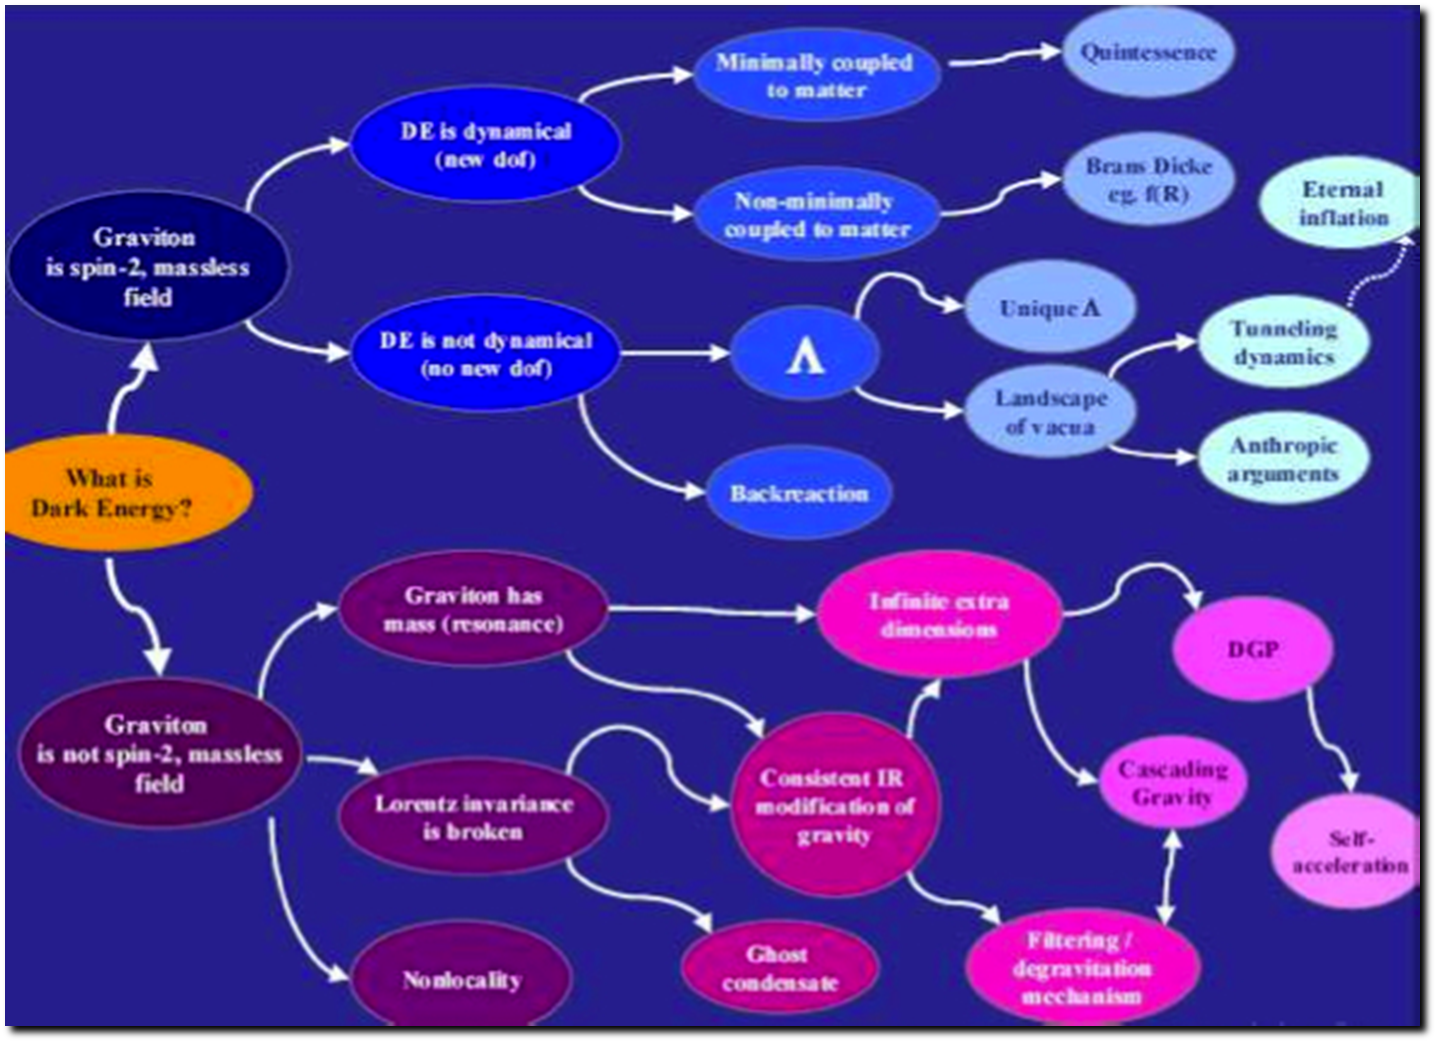 Quintessence
Minimally coupled
to matter
DE is dynamical
(new dof)
Brans Dicke
eg. f(R)
Non-minimally
coupled to matter
Eternal
inflation
Graviton
is spin-2, massless
field
Unique Λ
Tunneling
dynamics
DE is not dynamical
(no new dof)
Λ
Landscape
of vacua
Anthropic
arguments
What is
Dark Energy?
Backreaction
Graviton has
mass (resonance)
Infinite extra
dimensions
DGP
Graviton
is not spin-2, massless
field
Cascading
Gravity
Consistent IR
modification of
gravity
Lorentz invariance
is broken
Self-
acceleration
Filtering /
degravitation
mechanism
Ghost
condensate
Nonlocality